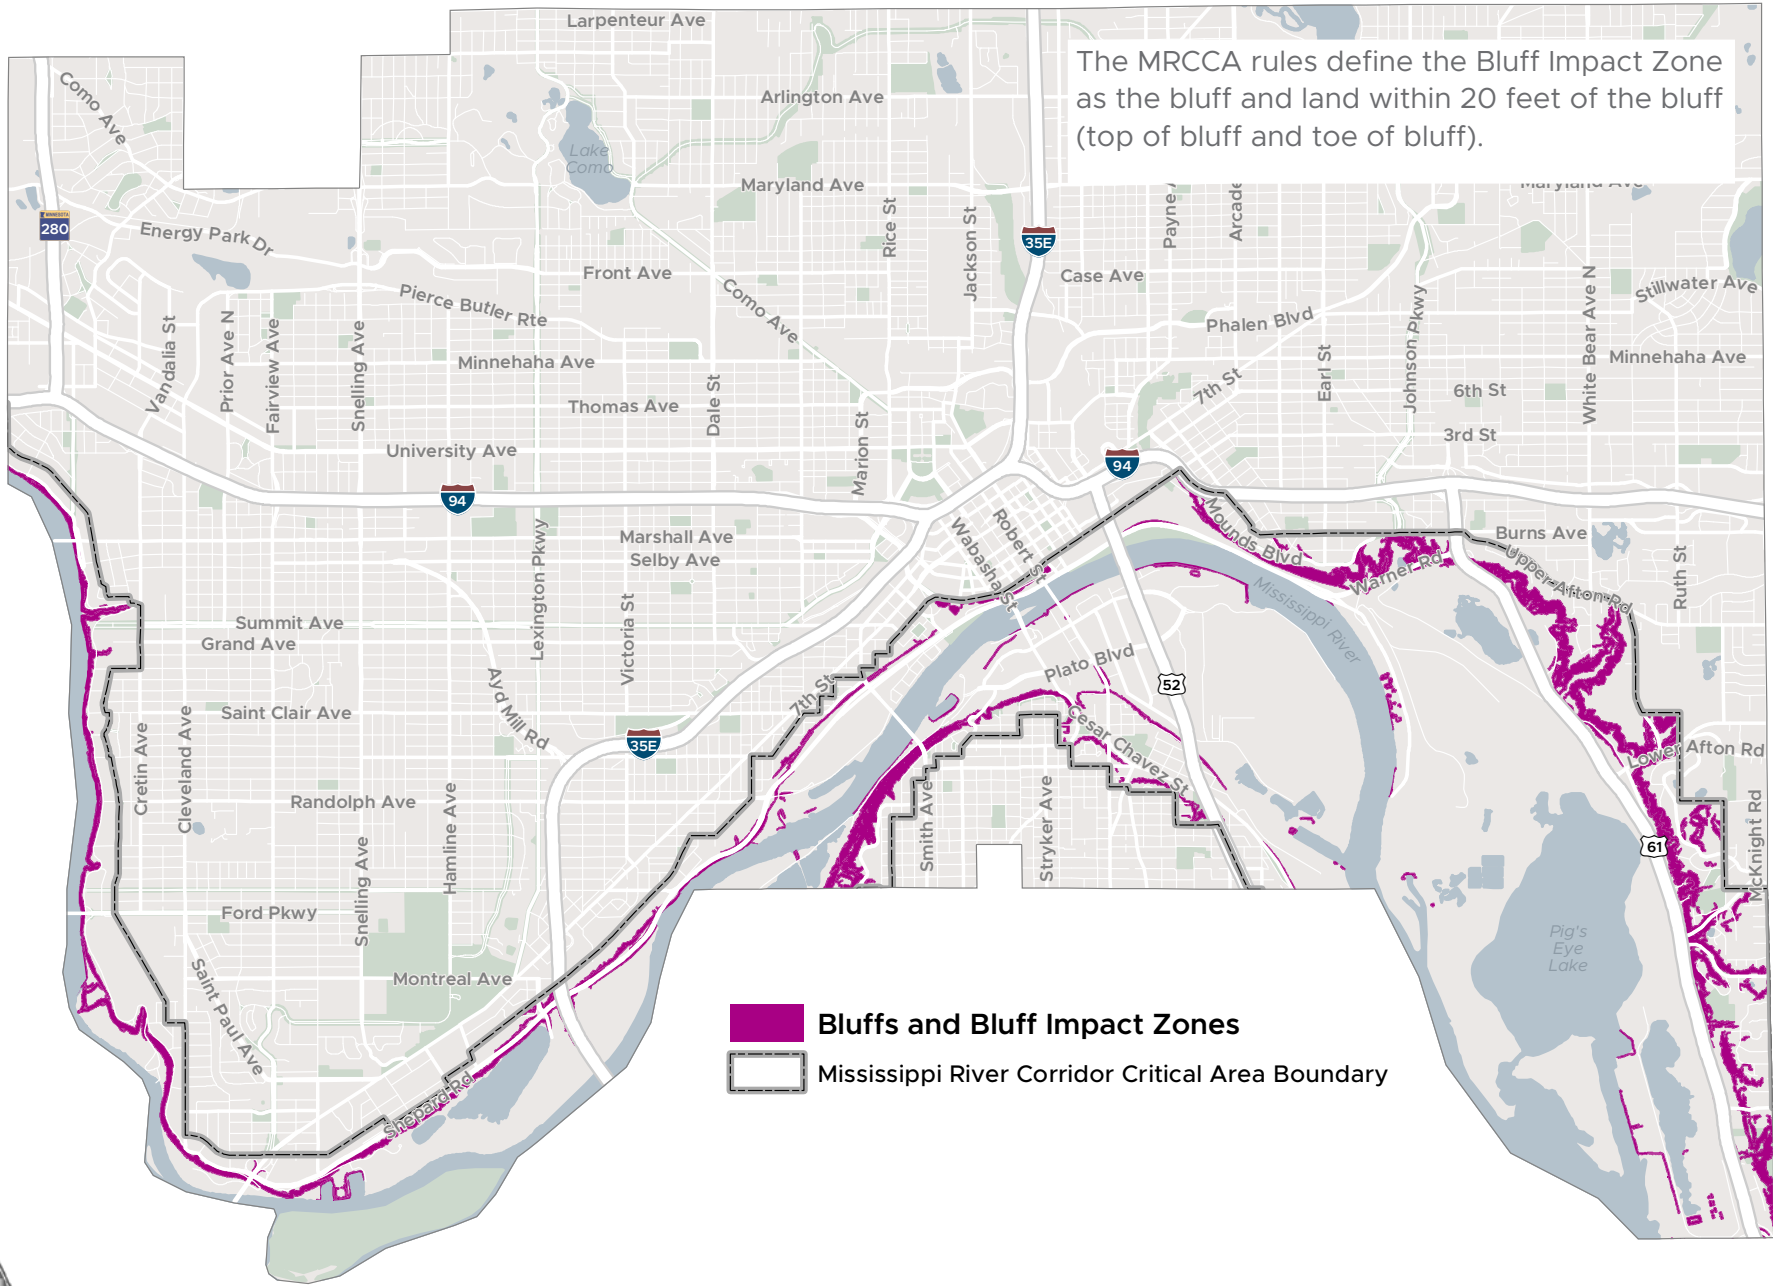 Larpenteur Ave
The MRCCA rules define the Bluff Impact Zone
as the bluff and land within 20 feet of the bluff
(top of bluff and toe of bluff).
Como Ave
Arlington Ave
Lake
Como
Maryland Ave
Maryland Ave
MINNESOTA
280
Energy Park Dr
Rice St
Jackson St
35E
Payne
Arcade
Front Ave
Case Ave
Como Ave
Pierce Butler Rte
Stillwater Ave
White Bear Ave N
Johnson Pkwy
Phalen Blvd
Vandalia St
Prior Ave N
Fairview Ave
Snelling Ave
Minnehaha Ave
Minnehaha Ave
Earl St
7th St
6th St
Thomas Ave
Dale St
Marion St
3rd St
University Ave
94
94
Lexington Pkwy
Marshall Ave
Selby Ave
Robert St
Wabasha St
Mounds Blvd
Burns Ave
Upper Afton Rd
Warner Rd
Ruth St
Mississippi River
Summit Ave
Grand Ave
Victoria St
Plato Blvd
52
Ayd Mill Rd
7th St
Saint Clair Ave
Cretin Ave
Cleveland Ave
35E
Cesar Chavez St
Lower Afton Rd
Randolph Ave
Hamline Ave
Smith Ave
Stryker Ave
McKnight Rd
61
Snelling Ave
Ford Pkwy
Pig's
Eye
Lake
Saint Paul Ave
Montreal Ave
Bluffs and Bluff Impact Zones
Mississippi River Corridor Critical Area Boundary
Shepard Rd